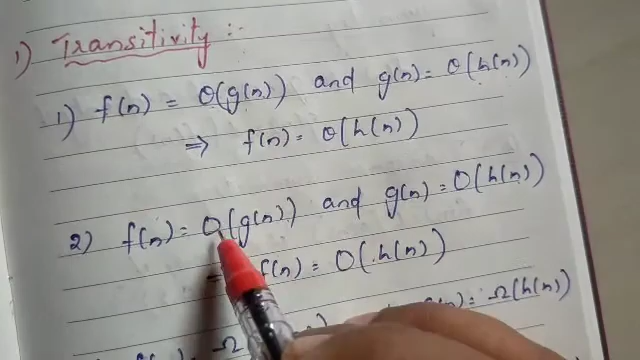 1) Transitivity :-
1) f(n) = θ(g(n)) and g(n) = θ(h(n))
⇒ f(n) = θ(h(n))
2) f(n) = O(g(n)) and g(n) = O(h(n))
f(n) = O(h(n))
Ω Ω(h(n))